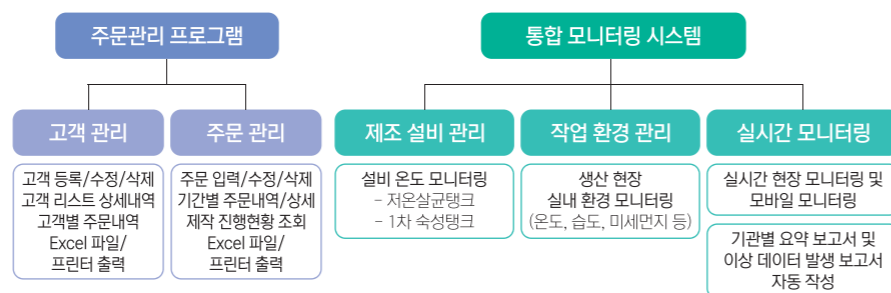 주문관리 프로그램
통합 모니터링 시스템
고객 관리
주문 관리
제조 설비 관리
작업 환경 관리
실시간 모니터링
고객 등록/수정/삭제
고객 리스트 상세내역
고객별 주문내역
Excel 파일/
프린터 출력
주문 입력/수정/삭제
기간별 주문내역/상세
제작 진행현황 조회
Excel 파일/
프린터 출력
설비 온도 모니터링
- 저온살균탱크
- 1차 숙성탱크
생산 현장
실내 환경 모니터링
(온도, 습도, 미세먼지 등)
실시간 현장 모니터링 및
모바일 모니터링
기관별 요약 보고서 및
이상 데이터 발생 보고서
자동 작성